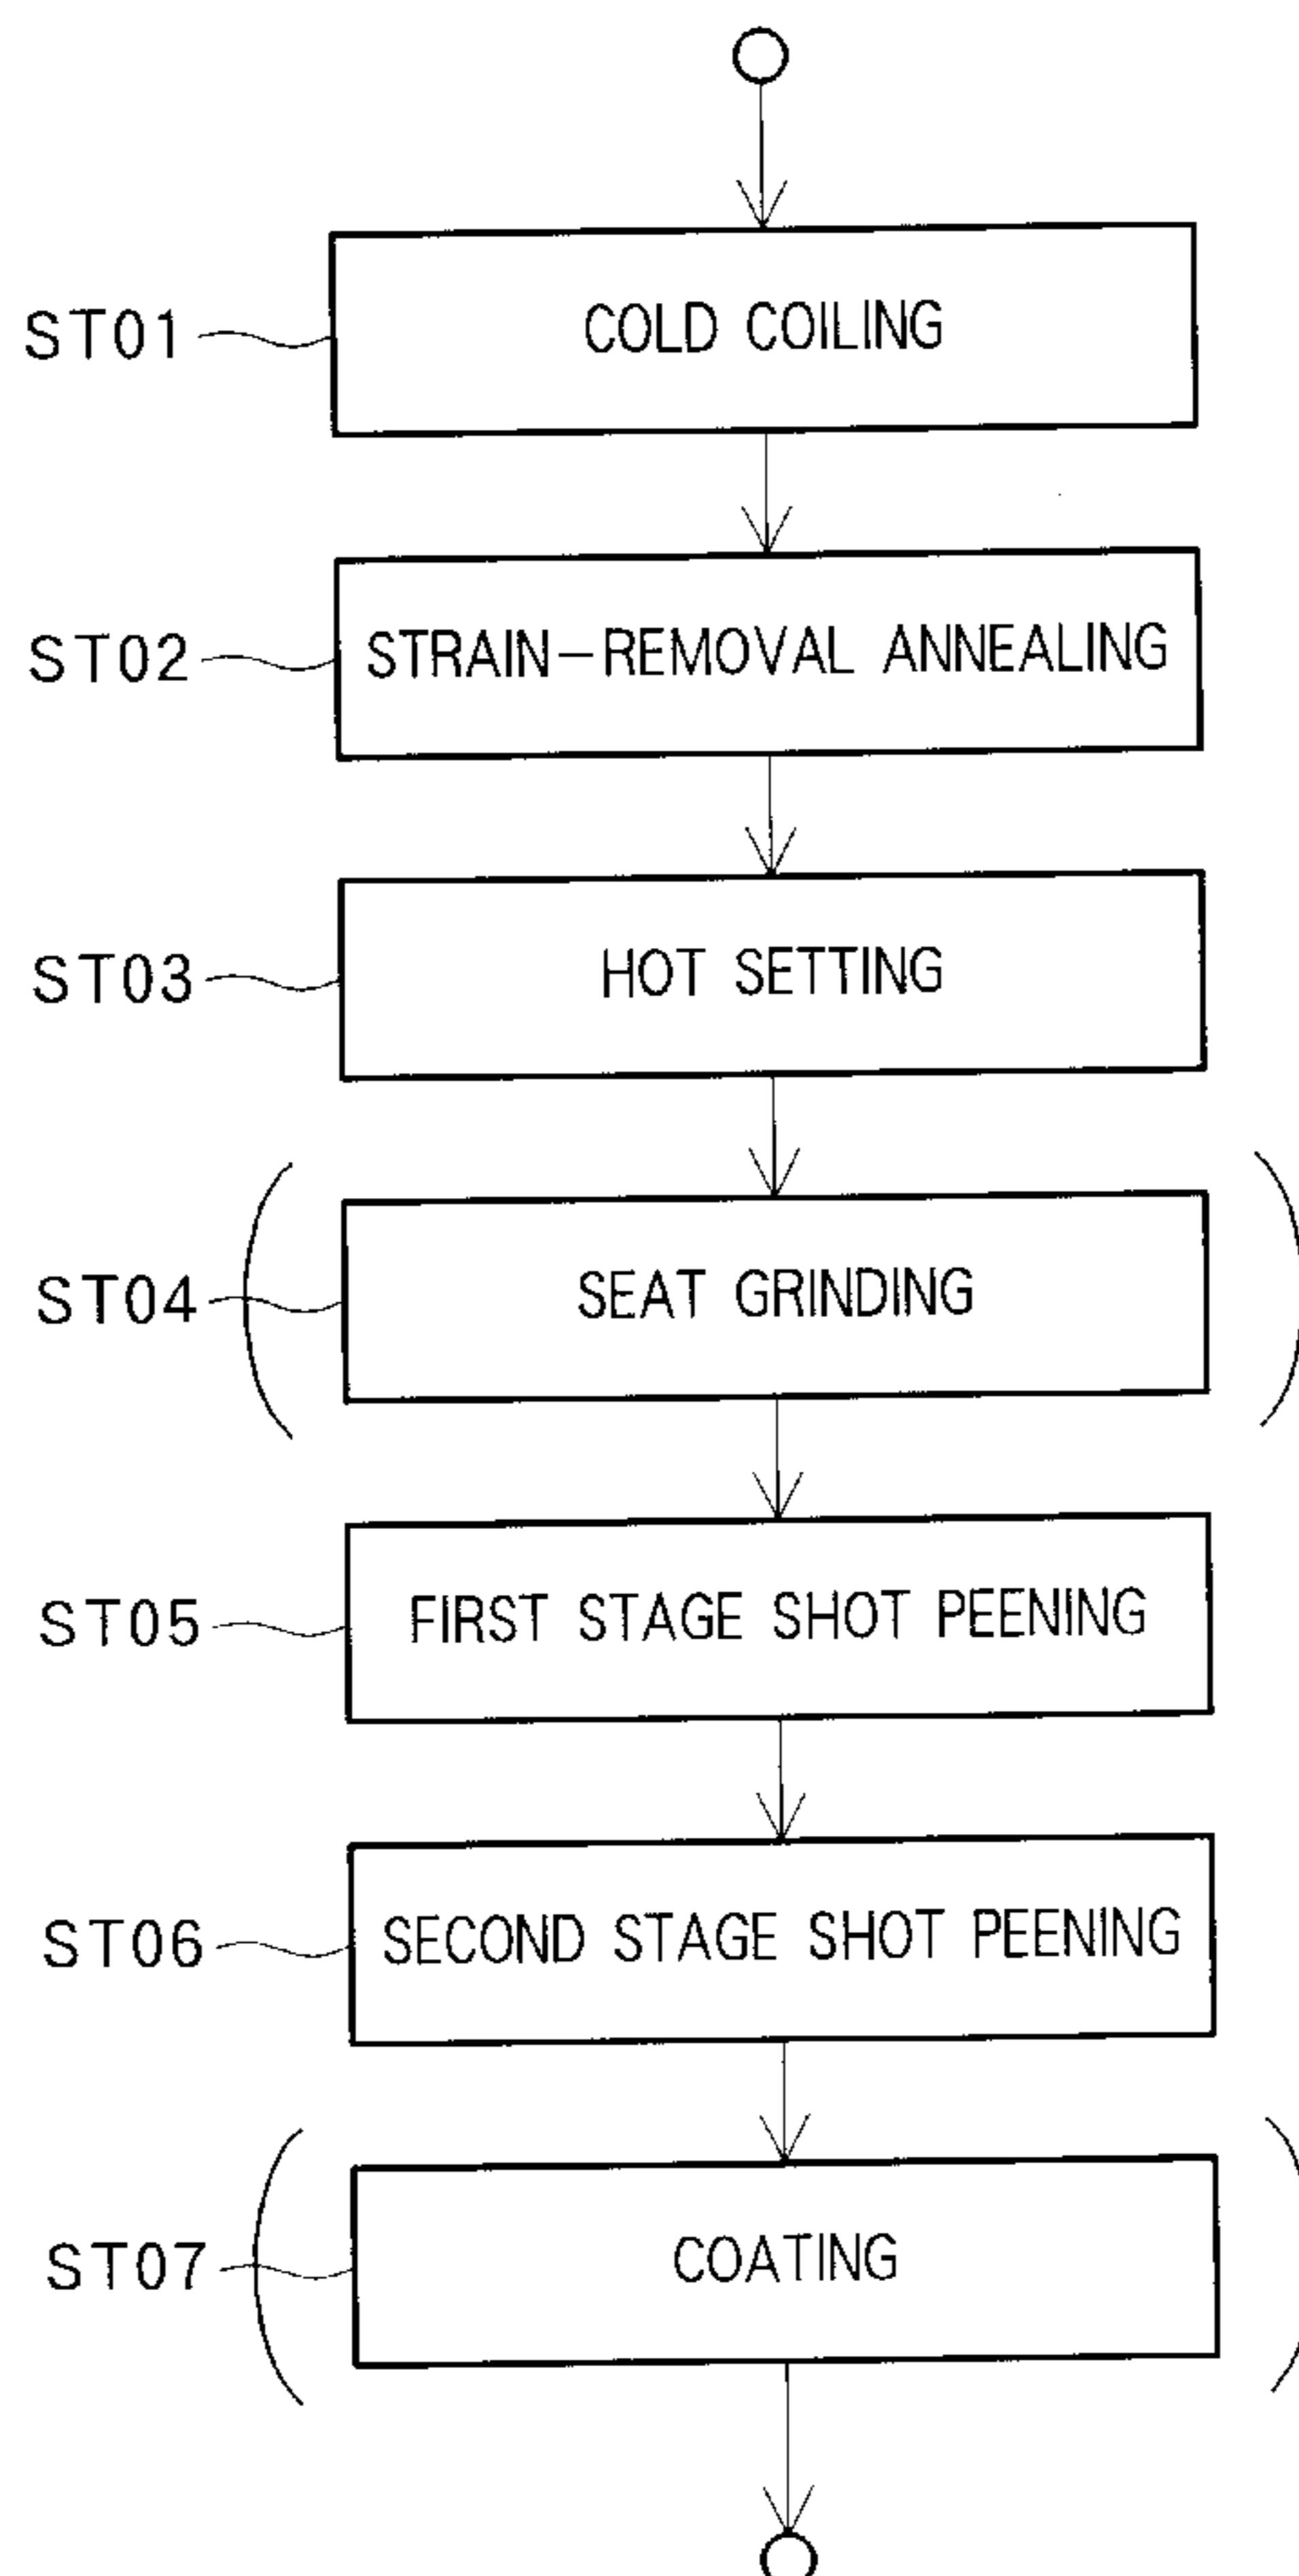 ST01 COLD COILING
ST02 STRAIN-REMOVAL ANNEALING
ST03 HOT SETTING
ST04 SEAT GRINDING
ST05 FIRST STAGE SHOT PEENING
ST06 SECOND STAGE SHOT PEENING
ST07 COATING